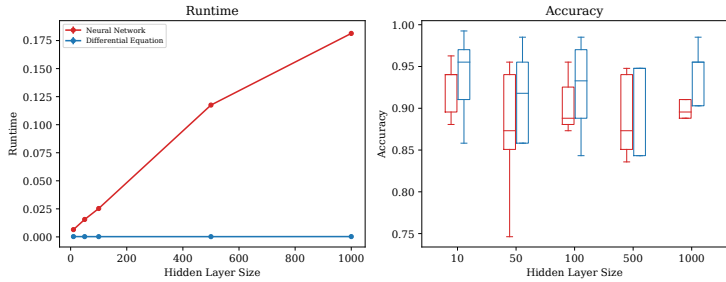 Runtime
Neural Network
Differential Equation
0.175
0.150
0.125
0.100
0.075
0.050
0.025
0.000
Runtime
0 200 400 600 800 1000
Hidden Layer Size
Accuracy
1.00
0.95
0.90
0.85
0.80
0.75
Accuracy
10 50 100 500 1000
Hidden Layer Size